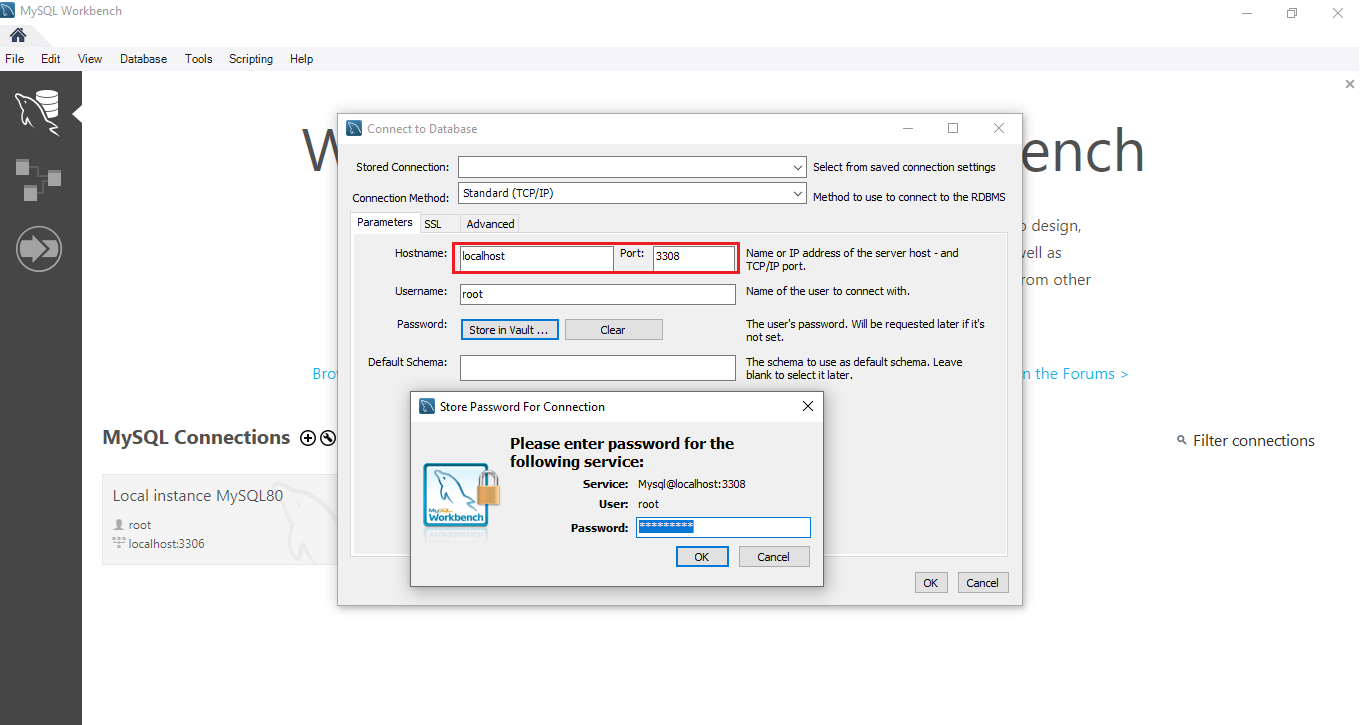 MySQL Workbench
File Edit View Database Tools Scripting Help
W
ench
o design,
vell as
rom other
Bro
n the Forums >
MySQL Connections
Filter connections
Local instance MySQL80
root
localhost:3306
Connect to Database
Stored Connection: Select from saved connection settings
Connection Method: Standard (TCP/IP) Method to use to connect to the RDBMS
Parameters SSL Advanced
Hostname: localhost Port: 3308 Name or IP address of the server host - and
TCP/IP port.
Username: root Name of the user to connect with.
Password: Store in Vault ... Clear The user's password. Will be requested later if it's
not set.
Default Schema: The schema to use as default schema. Leave
blank to select it later.
OK Cancel
Store Password For Connection
Please enter password for the
following service:
Service: Mysql@localhost:3308
User: root
Password: *********
MySQL
Workbench
OK Cancel